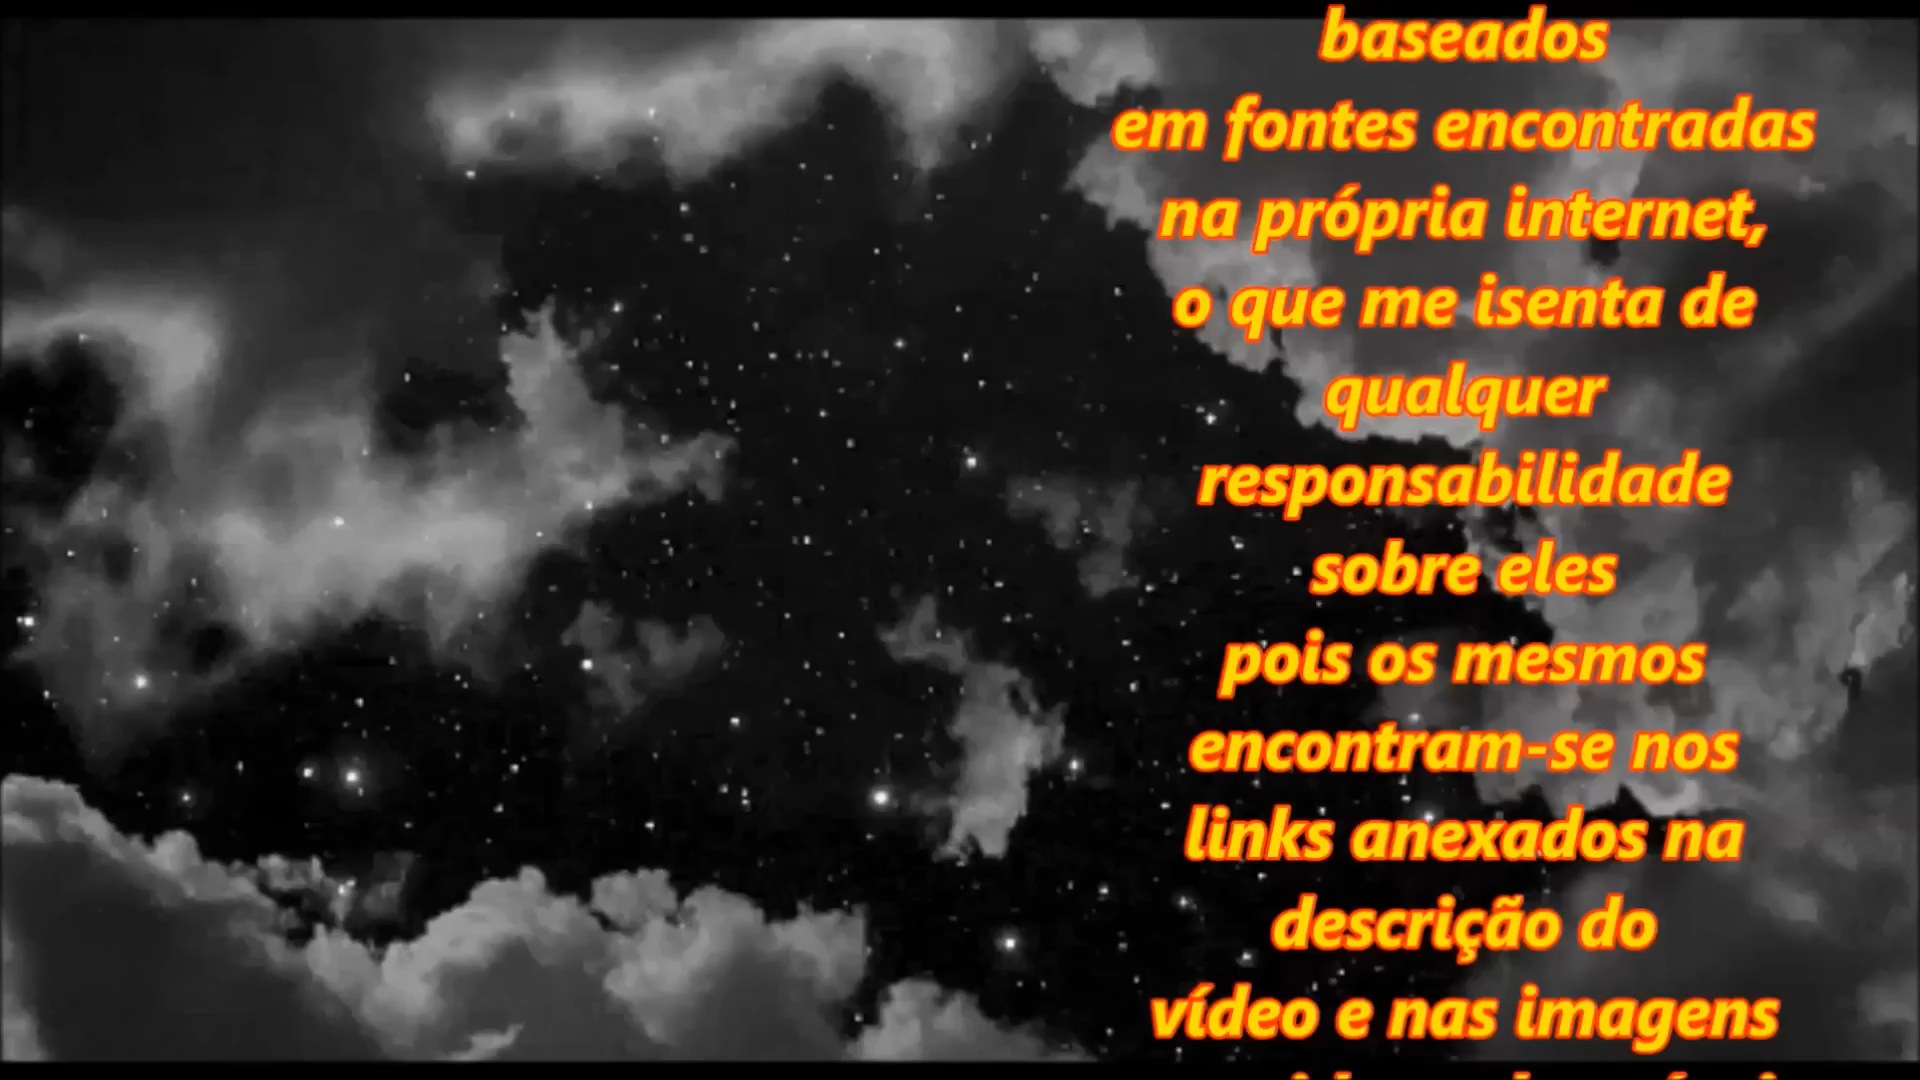 baseados
em fontes encontradas
na própria internet,
o que me isenta de
qualquer
responsabilidade
sobre eles
pois os mesmos
encontram-se nos
links anexados na
descrição do
vídeo e nas imagens